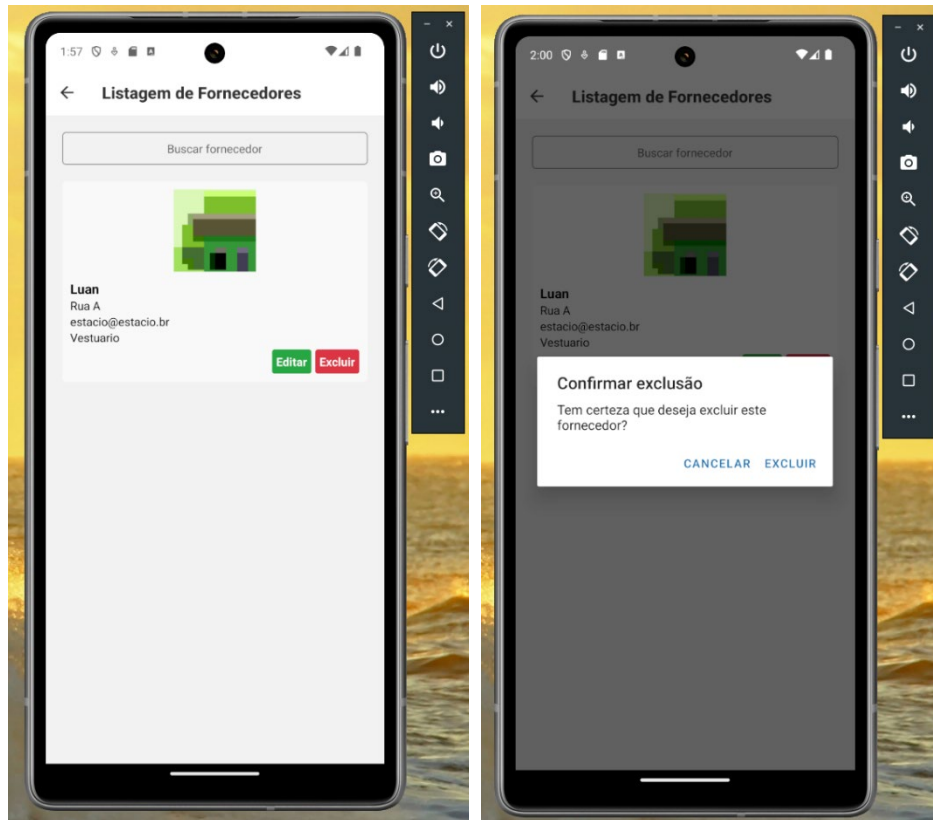 1:57
Listagem de Fornecedores
Buscar fornecedor
Luan
Rua A
estacio@estacio.br
Vestuario
Editar Excluir
2:00
Listagem de Fornecedores
Buscar fornecedor
Luan
Rua A
estacio@estacio.br
Vestuario
Confirmar exclusão
Tem certeza que deseja excluir este
fornecedor?
CANCELAR EXCLUIR